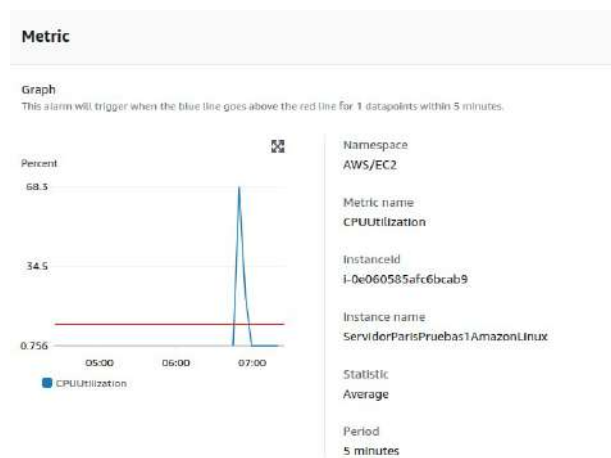 Metric
Graph
This alarm will trigger when the blue line goes above the red line for 1 datapoints within 5 minutes.
Percent
68.3
34.5
0.756
05:00 06:00 07:00
CPUUtilization
Namespace
AWS/EC2
Metric name
CPUUtilization
InstanceId
i-0e060585afc6bcab9
Instance name
ServidorParisPruebas1AmazonLinux
Statistic
Average
Period
5 minutes